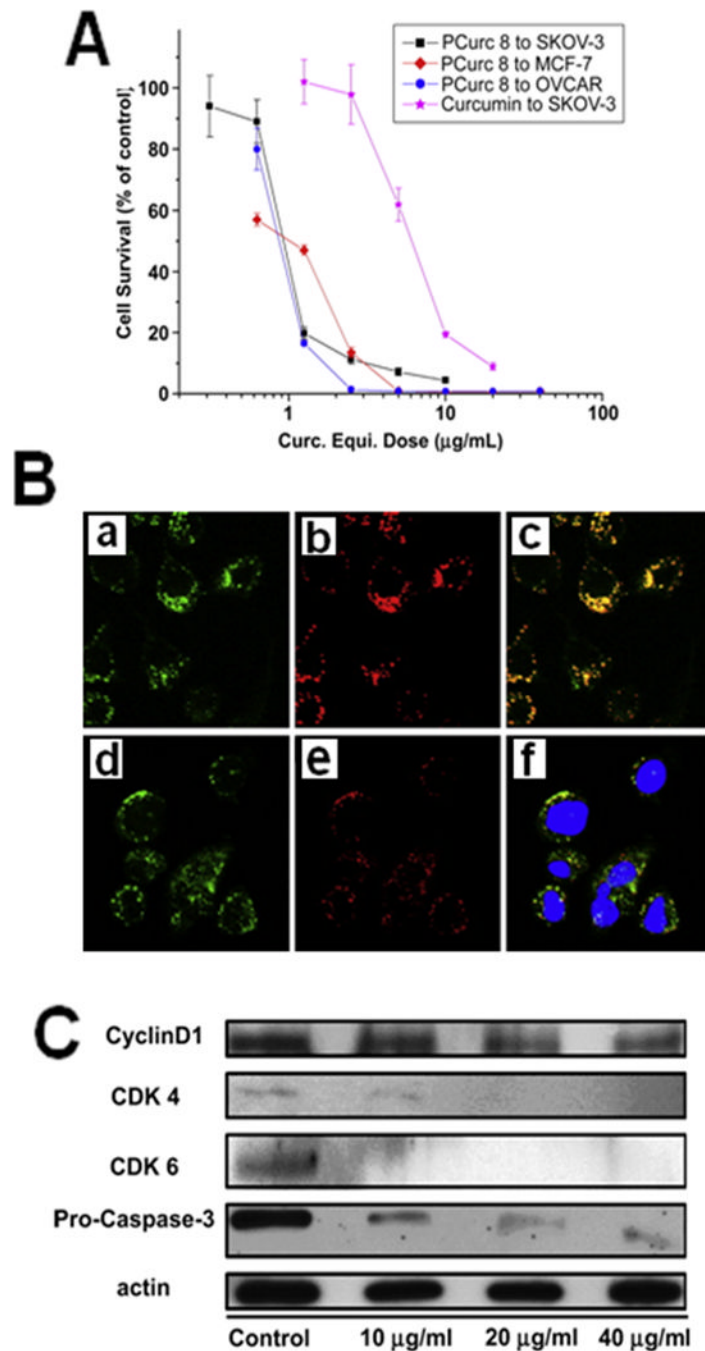 A
PCurc 8 to SKOV-3
PCurc 8 to MCF-7
PCurc 8 to OVCAR
Curcumin to SKOV-3
Cell Survival (% of control)
100
80
60
40
20
0
1
10
100
Curc. Equi. Dose (μg/mL)
B
a
b
c
d
e
f
C
CyclinD1
CDK 4
CDK 6
Pro-Caspase-3
actin
Control
10 μg/ml
20 μg/ml
40 μg/ml